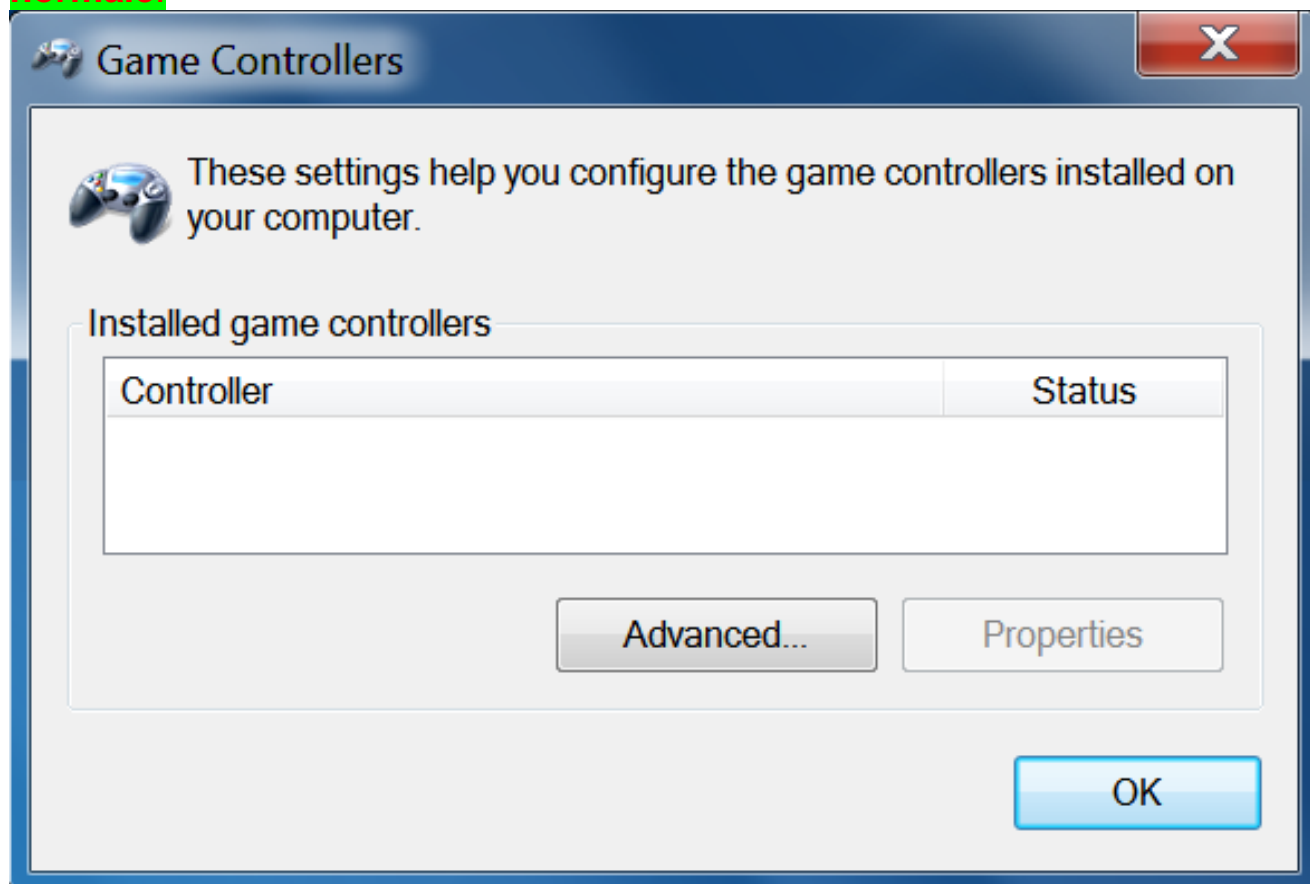 Game Controllers
These settings help you configure the game controllers installed on
your computer.
Installed game controllers
Controller Status
Advanced...
Properties
OK